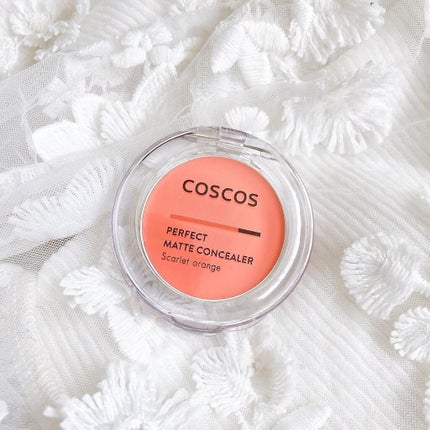 COSCOS
PERFECT
MATTE CONCEALER
Scarlet orange